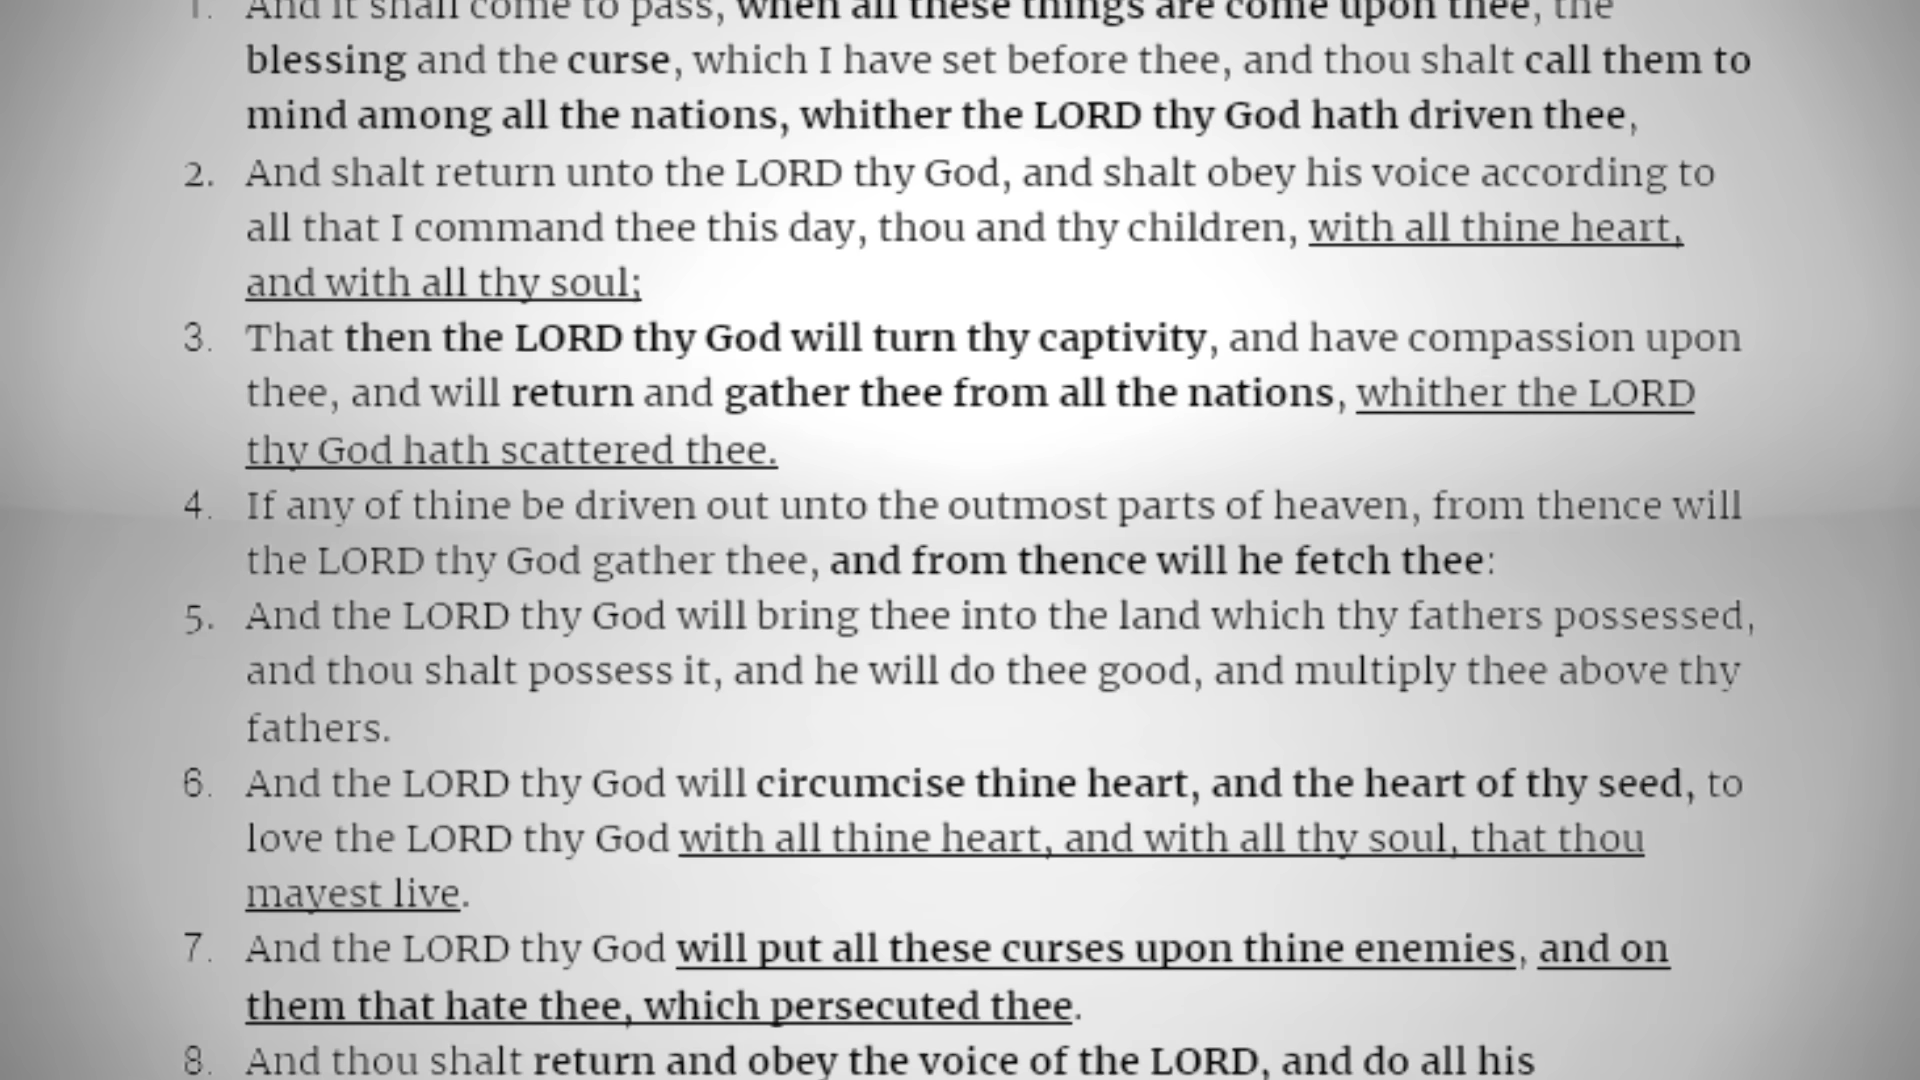 1. And it shall come to pass, when all these things are come upon thee, the
blessing and the curse, which I have set before thee, and thou shalt call them to
mind among all the nations, whither the LORD thy God hath driven thee,
2. And shalt return unto the LORD thy God, and shalt obey his voice according to
all that I command thee this day, thou and thy children, with all thine heart,
and with all thy soul;
3. That then the LORD thy God will turn thy captivity, and have compassion upon
thee, and will return and gather thee from all the nations, whither the LORD
thy God hath scattered thee.
4. If any of thine be driven out unto the outmost parts of heaven, from thence will
the LORD thy God gather thee, and from thence will he fetch thee:
5. And the LORD thy God will bring thee into the land which thy fathers possessed,
and thou shalt possess it, and he will do thee good, and multiply thee above thy
fathers.
6. And the LORD thy God will circumcise thine heart, and the heart of thy seed, to
love the LORD thy God with all thine heart, and with all thy soul, that thou
mayest live.
7. And the LORD thy God will put all these curses upon thine enemies, and on
them that hate thee, which persecuted thee.
8. And thou shalt return and obey the voice of the LORD, and do all his